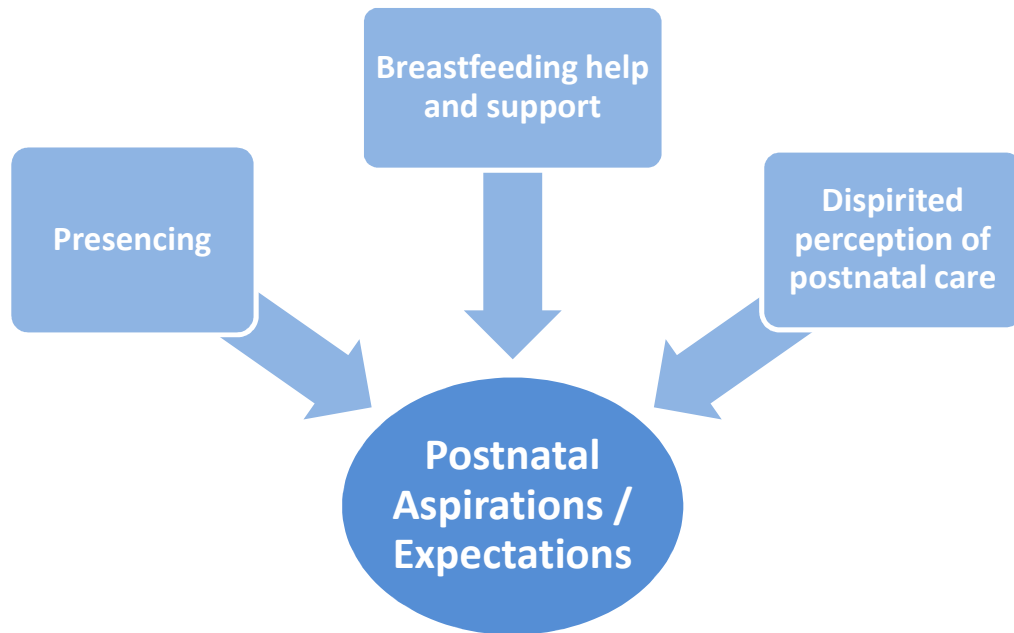 Breastfeeding help
and support
Presencing
Dispirited
perception of
postnatal care
Postnatal
Aspirations /
Expectations